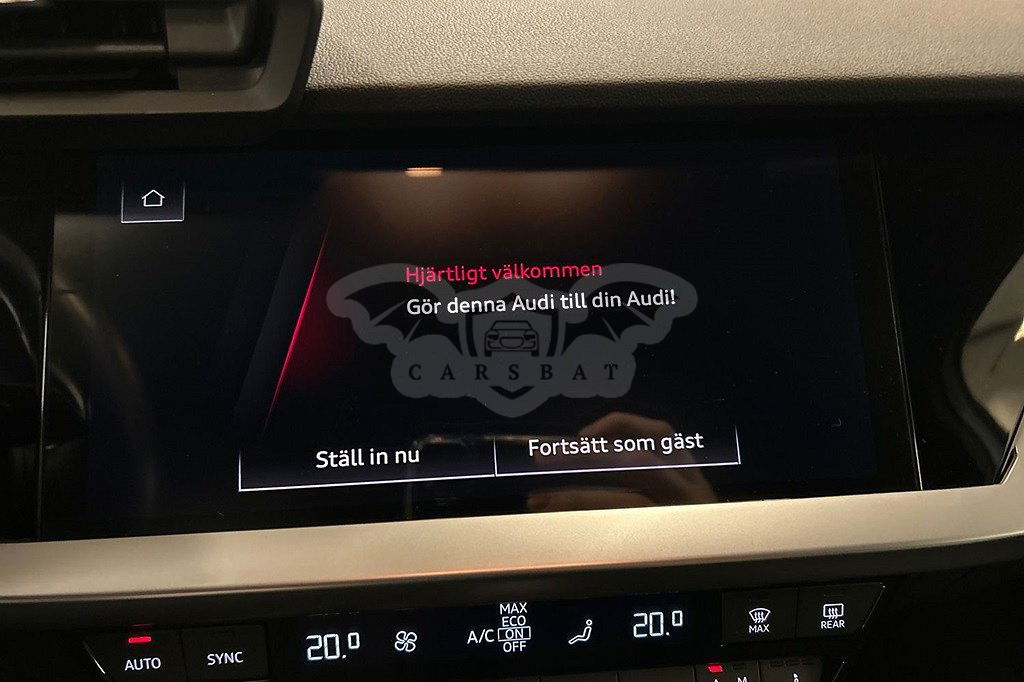 Hjärtligt välkommen
Gör denna Audi till din Audi!
CARSBAT
Ställ in nu
Fortsätt som gäst
MAX
ECO
A/C ON
OFF
20.0
20.0
AUTO
SYNC
MAX
REAR
A M